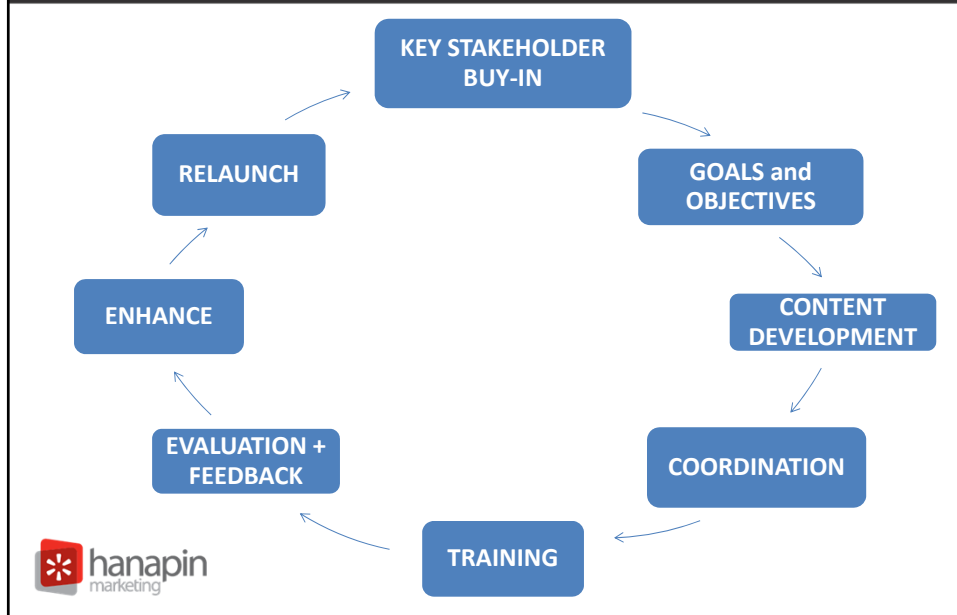 KEY STAKEHOLDER
BUY-IN
GOALS and
OBJECTIVES
CONTENT
DEVELOPMENT
COORDINATION
TRAINING
EVALUATION +
FEEDBACK
ENHANCE
RELAUNCH
hanapin
marketing